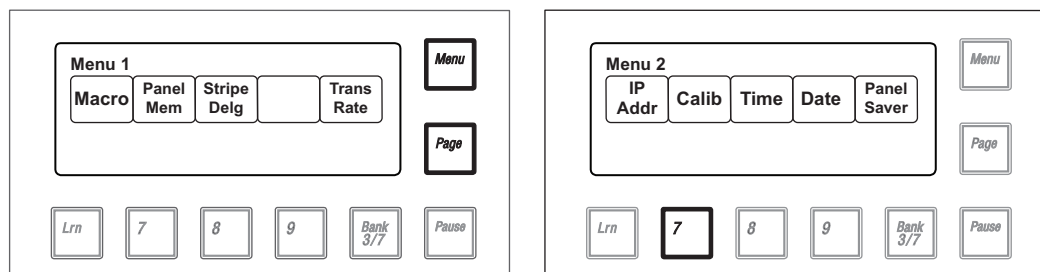 Menu 1
Macro
Panel
Mem
Stripe
Delg
Trans
Rate
Menu
Page
Lrn
7
8
9
Bank
3/7
Pause
Menu 2
IP
Addr
Calib
Time
Date
Panel
Saver
Menu
Page
Lrn
7
8
9
Bank
3/7
Pause